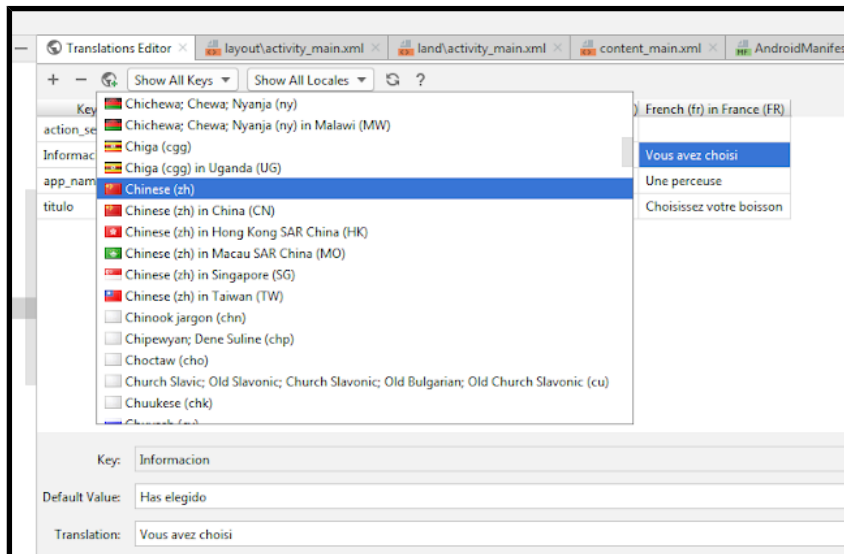 Translations Editor layout\activity_main.xml land\activity_main.xml content_main.xml AndroidManifes
Show All Keys Show All Locales ?
Key ) French (fr) in France (FR)
Chichewa; Chewa; Nyanja (ny)
Chichewa; Chewa; Nyanja (ny) in Malawi (MW)
action_se
Chiga (cgg)
Informac Vous avez choisi
Chiga (cgg) in Uganda (UG)
app_nam Chinese (zh) Une perceuse
titulo Chinese (zh) in China (CN) Choisissez votre boisson
Chinese (zh) in Hong Kong SAR China (HK)
Chinese (zh) in Macau SAR China (MO)
Chinese (zh) in Singapore (SG)
Chinese (zh) in Taiwan (TW)
Chinook jargon (chn)
Chipewyan; Dene Suline (chp)
Choctaw (cho)
Church Slavic; Old Slavonic; Church Slavonic; Old Bulgarian; Old Church Slavonic (cu)
Chuukese (chk)
Key: Informacion
Default Value: Has elegido
Translation: Vous avez choisi